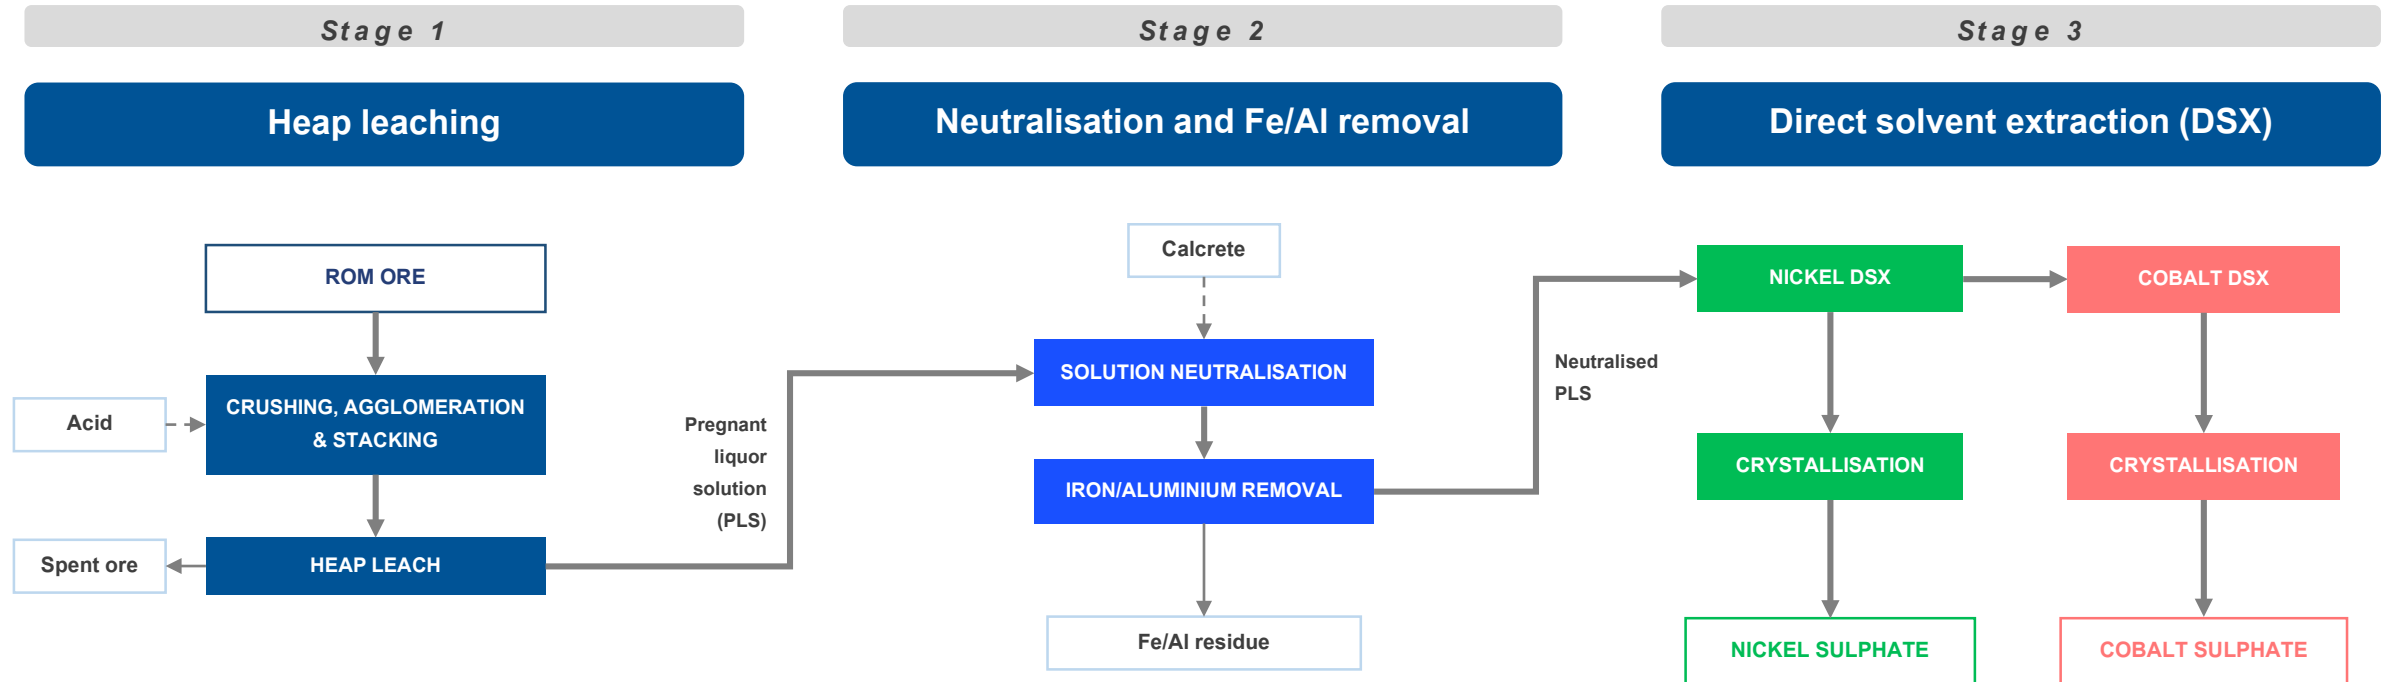 Stage 1
Heap leaching
ROM ORE
Acid
CRUSHING, AGGLOMERATION
& STACKING
Spent ore
HEAP LEACH
Pregnant
liquor
solution
(PLS)
Stage 2
Neutralisation and Fe/Al removal
Calcrete
SOLUTION NEUTRALISATION
IRON/ALUMINIUM REMOVAL
Fe/Al residue
Neutralised
PLS
Stage 3
Direct solvent extraction (DSX)
NICKEL DSX
COBALT DSX
CRYSTALLISATION
CRYSTALLISATION
NICKEL SULPHATE
COBALT SULPHATE